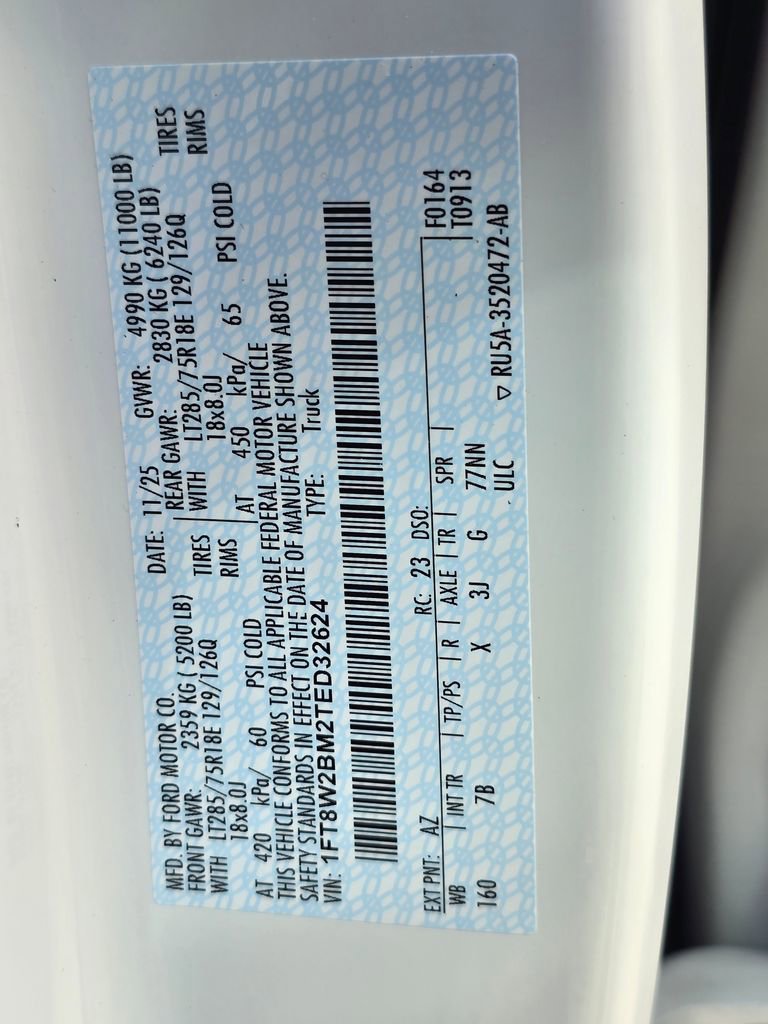 MFD. BY FORD MOTOR CO.
DATE: 11/25 GVWR: 4990 KG (11000 LB)
FRONT GAWR: 2359 KG ( 5200 LB)
REAR GAWR: 2830 KG ( 6240 LB)
WITH LT285/75R18E 129/126Q TIRES
WITH LT285/75R18E 129/126Q TIRES
18x8.0J RIMS
18x8.0J RIMS
AT 420 kPa/ 60 PSI COLD
AT 450 kPa/ 65 PSI COLD
THIS VEHICLE CONFORMS TO ALL APPLICABLE FEDERAL MOTOR VEHICLE
SAFETY STANDARDS IN EFFECT ON THE DATE OF MANUFACTURE SHOWN ABOVE.
VIN: 1FT8W2BM2TED32624 TYPE: Truck
EXT PNT: AZ RC: 23 DSO: F0164
WB | INT TR | TP/PS | R | AXLE | TR | SPR | T0913
160 7B X 3J G 77NN
ULC ▽ RU5A-3520472-AB